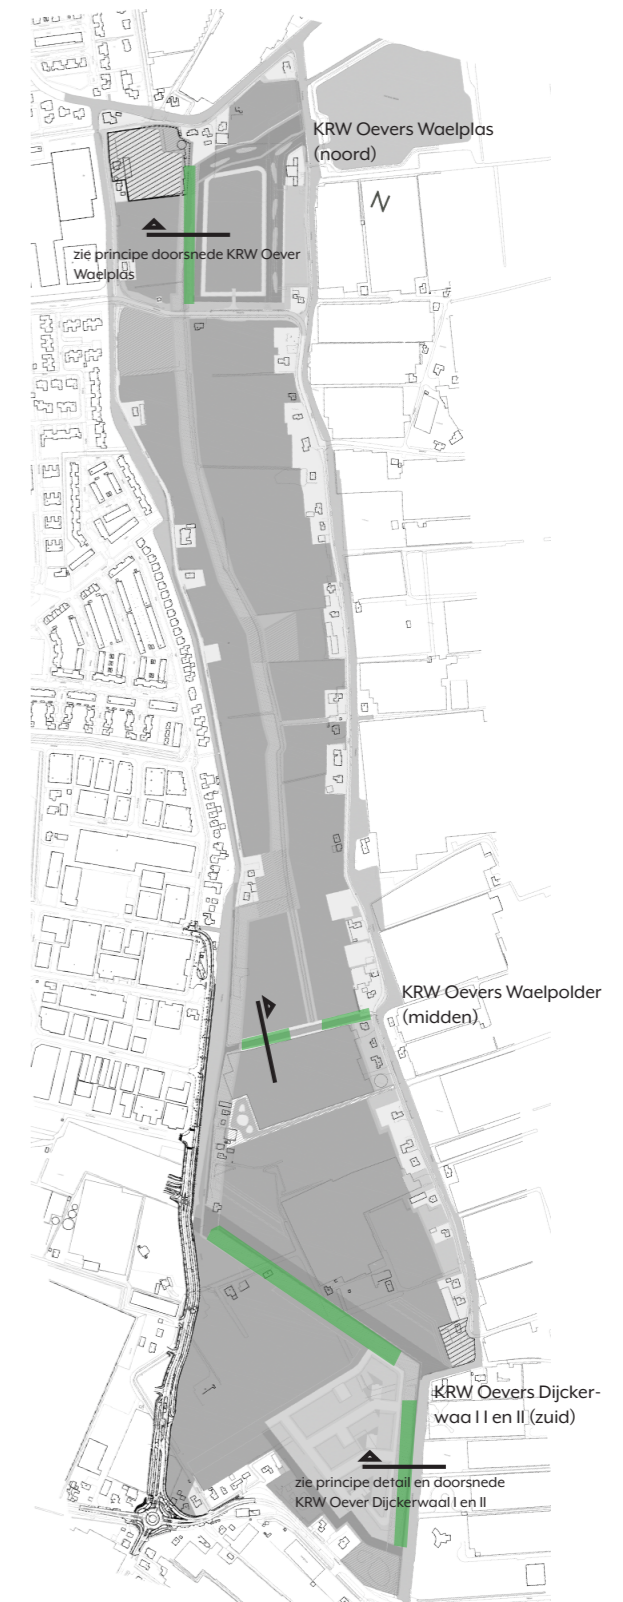 KRW Oevers Waelplas
(noord)
N
zie principe doorsnede KRW Oever
Waelplas
KRW Oevers Waelpolder
(midden)
KRW Oevers Dijcker-
waa l I en II (zuid)
zie principe detail en doorsnede
KRW Oever Dijckerwaal I en II